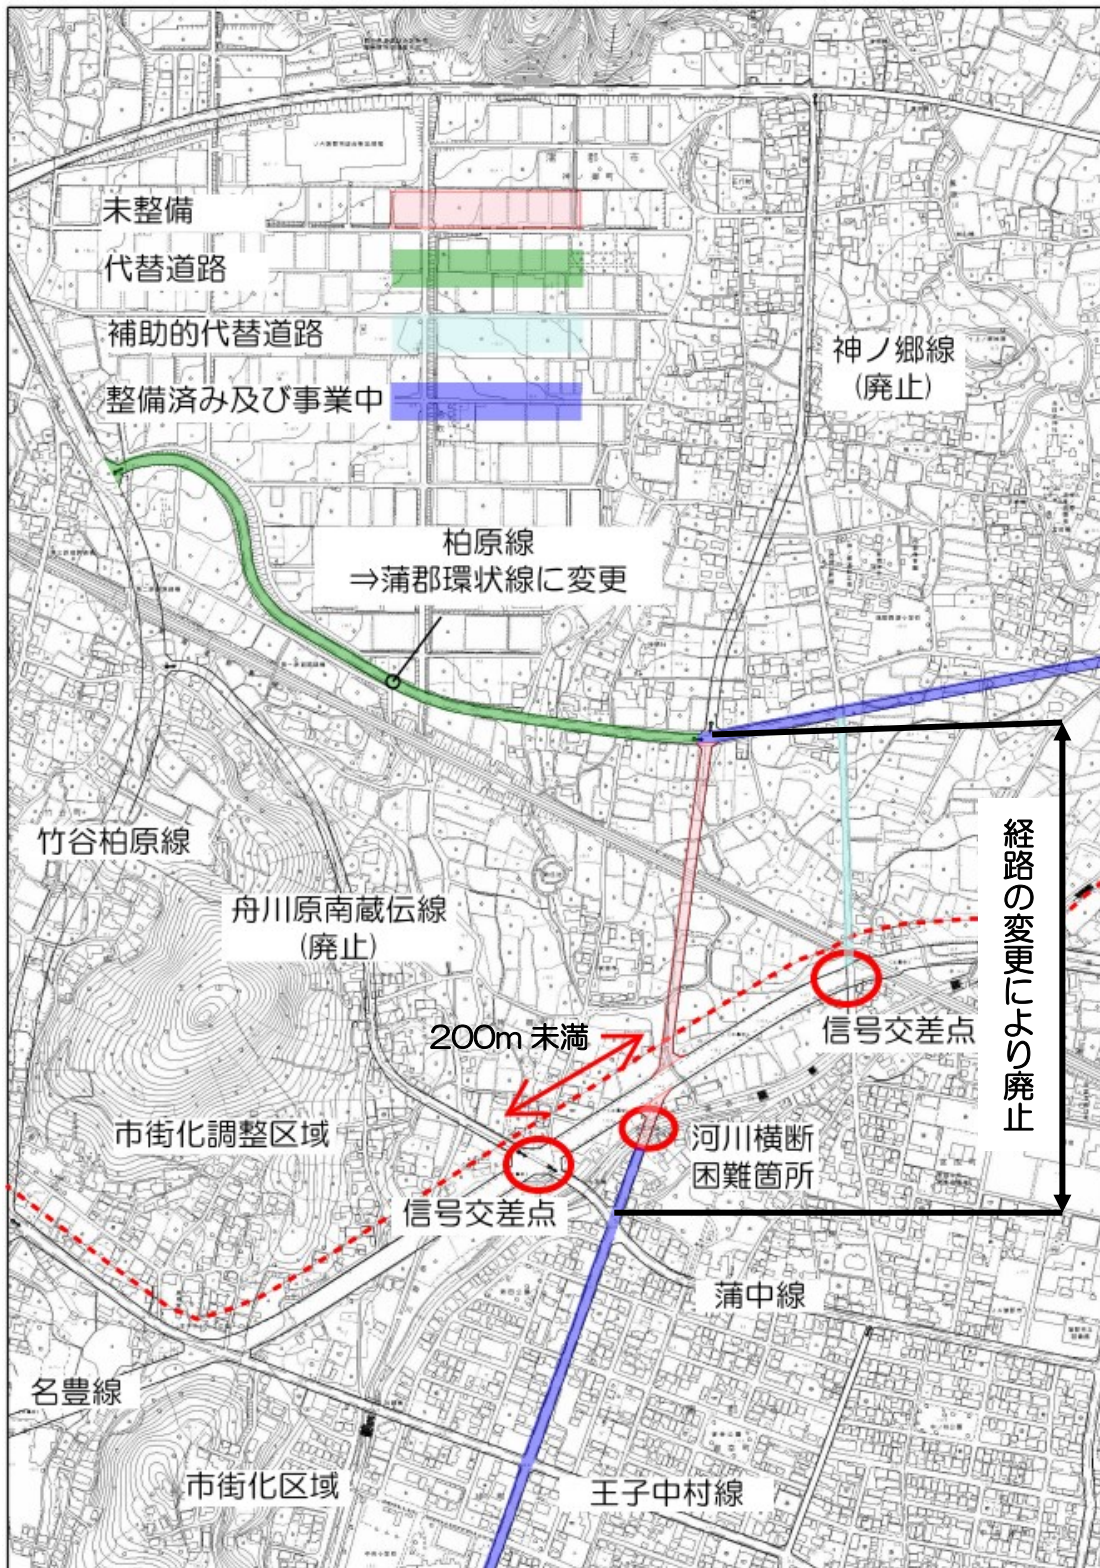 未整備
代替道路
補助的代替道路
整備済み及び事業中
神ノ郷線
(廃止)
柏原線
⇒蒲郡環状線に変更
竹谷柏原線
舟川原南蔵伝線
(廃止)
経路の変更により廃止
200m 未満
信号交差点
市街化調整区域
河川横断
困難箇所
信号交差点
蒲中線
名豊線
市街化区域
王子中村線